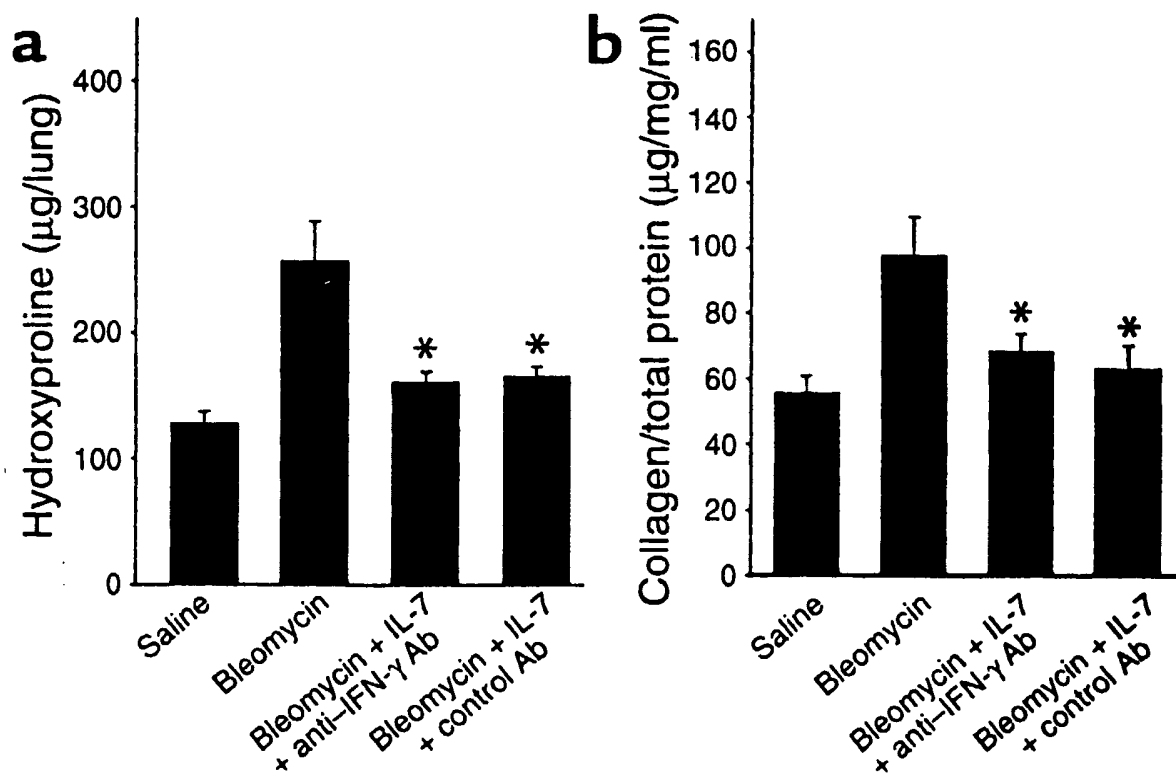 a
Hydroxyproline (μg/lung)
400
300
200
100
0
*
*
Saline
Bleomycin
Bleomycin + IL-7
+ anti–IFN-γ Ab
Bleomycin + IL-7
+ control Ab
b
Collagen/total protein (μg/mg/ml)
160
140
120
100
80
60
40
20
0
*
*
Saline
Bleomycin
Bleomycin + IL-7
+ anti–IFN-γ Ab
Bleomycin + IL-7
+ control Ab